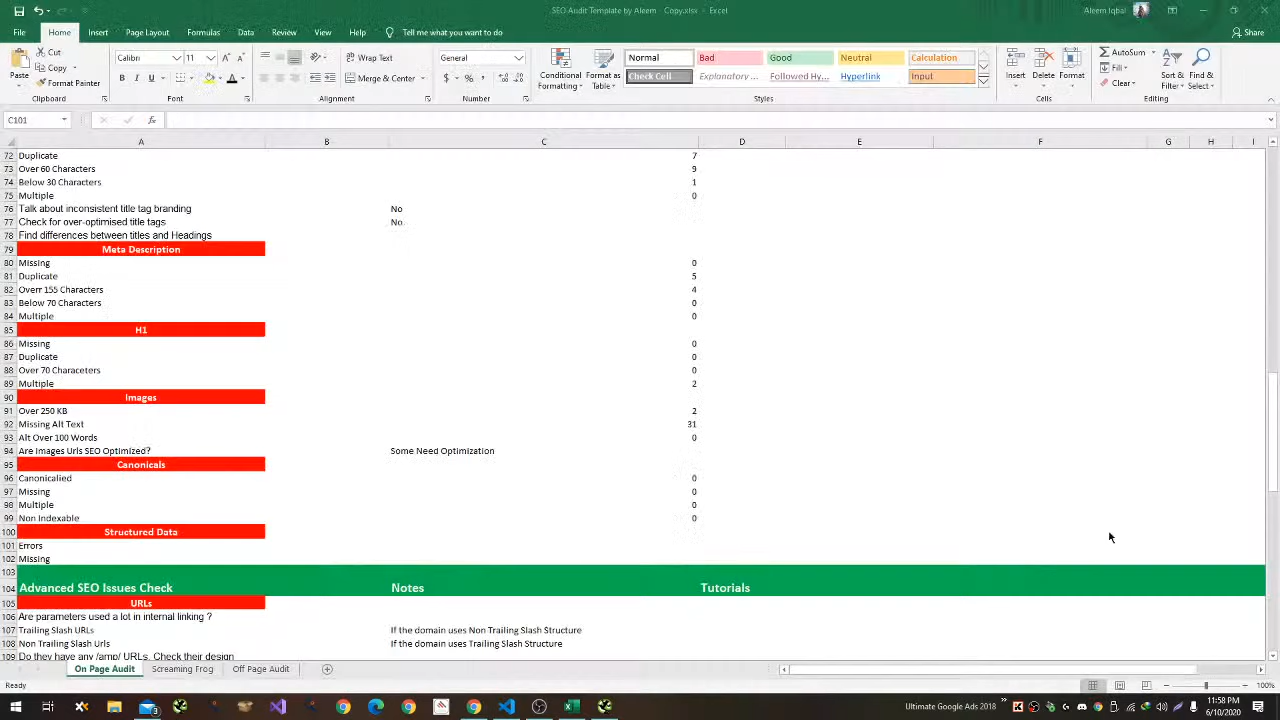 SEO-Audit Template by Aleem - Copy.xlsx - Excel
Aleem Iqbal
File Home Insert Page Layout Formulas Data Review View Help Tell me what you want to do Share
Paste
Cut
Copy
Format Painter
Clipboard
Calibri 11
B I U
Font
Wrap Text
Merge & Center
Alignment
General
$ % ,
Number
Conditional Formatting
Format as Table
Normal Bad Good Neutral Calculation
Check Cell Explanatory ... Followed Hy... Hyperlink Input
Styles
Insert Delete Format
Cells
AutoSum
Fill
Clear
Sort & Filter
Find & Select
Editing
C101 fx
A B C D E F G H I
72 Duplicate 7
73 Over 60 Characters 9
74 Below 30 Characters 1
75 Multiple 0
76 Talk about inconsistent title tag branding No
77 Check for over-optimised title tags No
78 Find differences between titles and Headings
79 Meta Description
80 Missing 0
81 Duplicate 5
82 Overr 155 Characters 4
83 Below 70 Characters 0
84 Multiple 0
85 H1
86 Missing 0
87 Duplicate 0
88 Over 70 Characeters 0
89 Multiple 2
90 Images
91 Over 250 KB 2
92 Missing Alt Text 31
93 Alt Over 100 Words 0
94 Are Images Urls SEO Optimized? Some Need Optimization
95 Canonicals
96 Canonicalied 0
97 Missing 0
98 Multiple 0
99 Non Indexable 0
100 Structured Data
101 Errors
102 Missing
103
104 Advanced SEO Issues Check Notes Tutorials
105 URLs
106 Are parameters used a lot in internal linking ?
107 Trailing Slash URLs If the domain uses Non Trailing Slash Structure
108 Non Trailing Slash Urls If the domain uses Trailing Slash Structure
109 Do they have any /amp/ URLs. Check their design
On Page Audit Screaming Frog Off Page Audit
Ready 100%
Ultimate Google Ads 2018
11:58 PM
6/10/2020